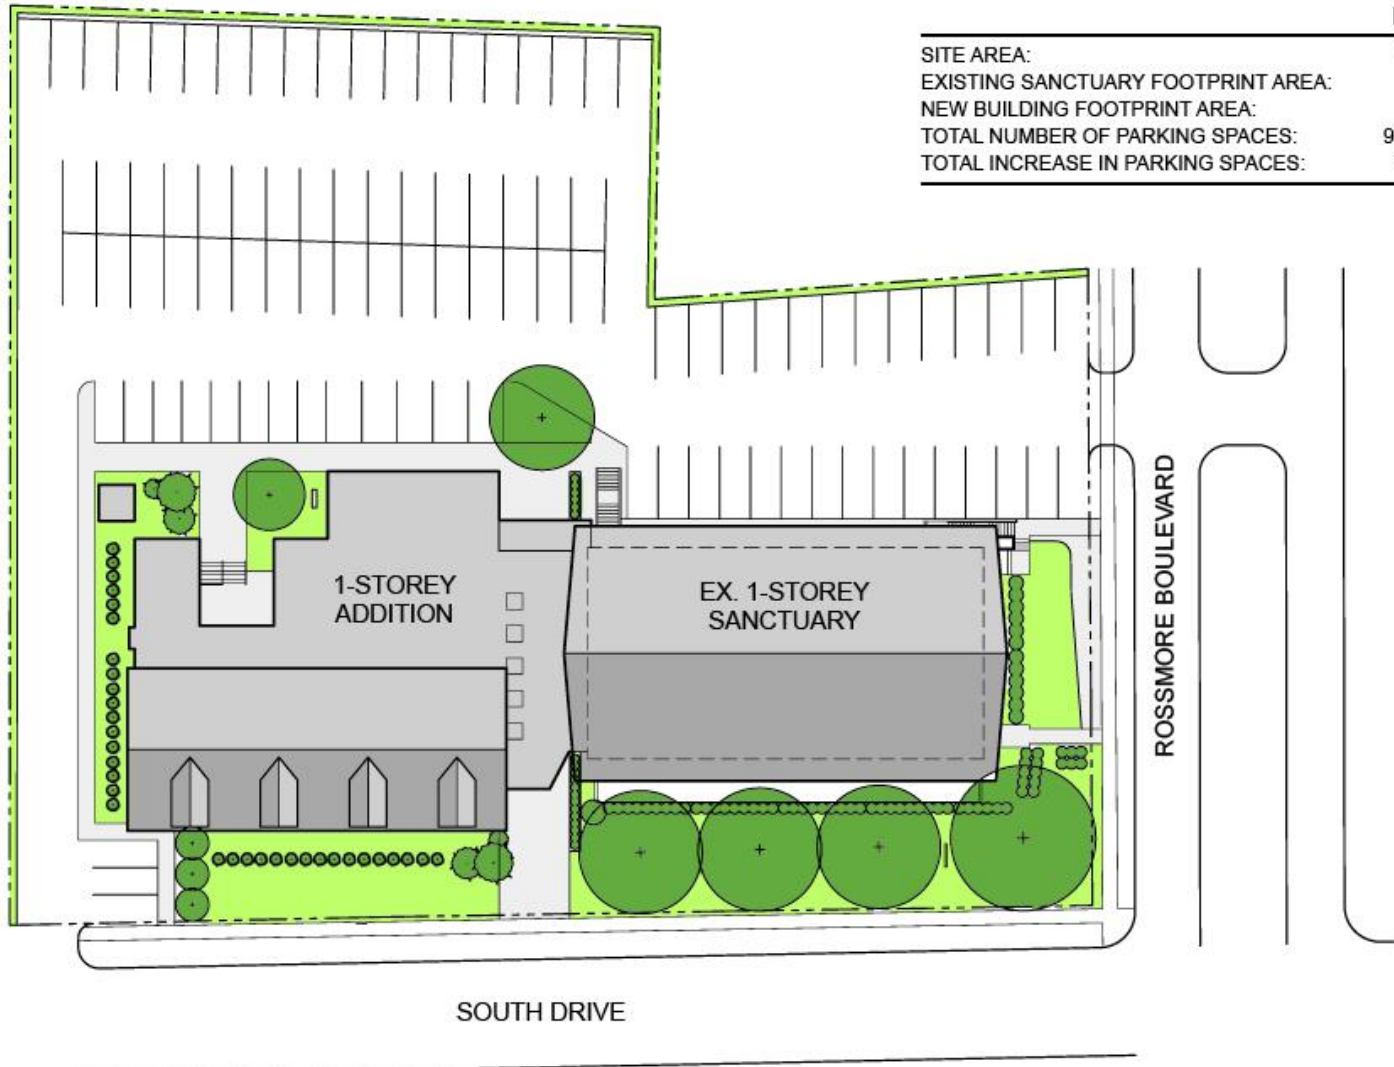 SITE AREA:
EXISTING SANCTUARY FOOTPRINT AREA:
NEW BUILDING FOOTPRINT AREA:
TOTAL NUMBER OF PARKING SPACES: 9
TOTAL INCREASE IN PARKING SPACES:
1-STOREY
ADDITION
EX. 1-STOREY
SANCTUARY
ROSSMORE BOULEVARD
SOUTH DRIVE